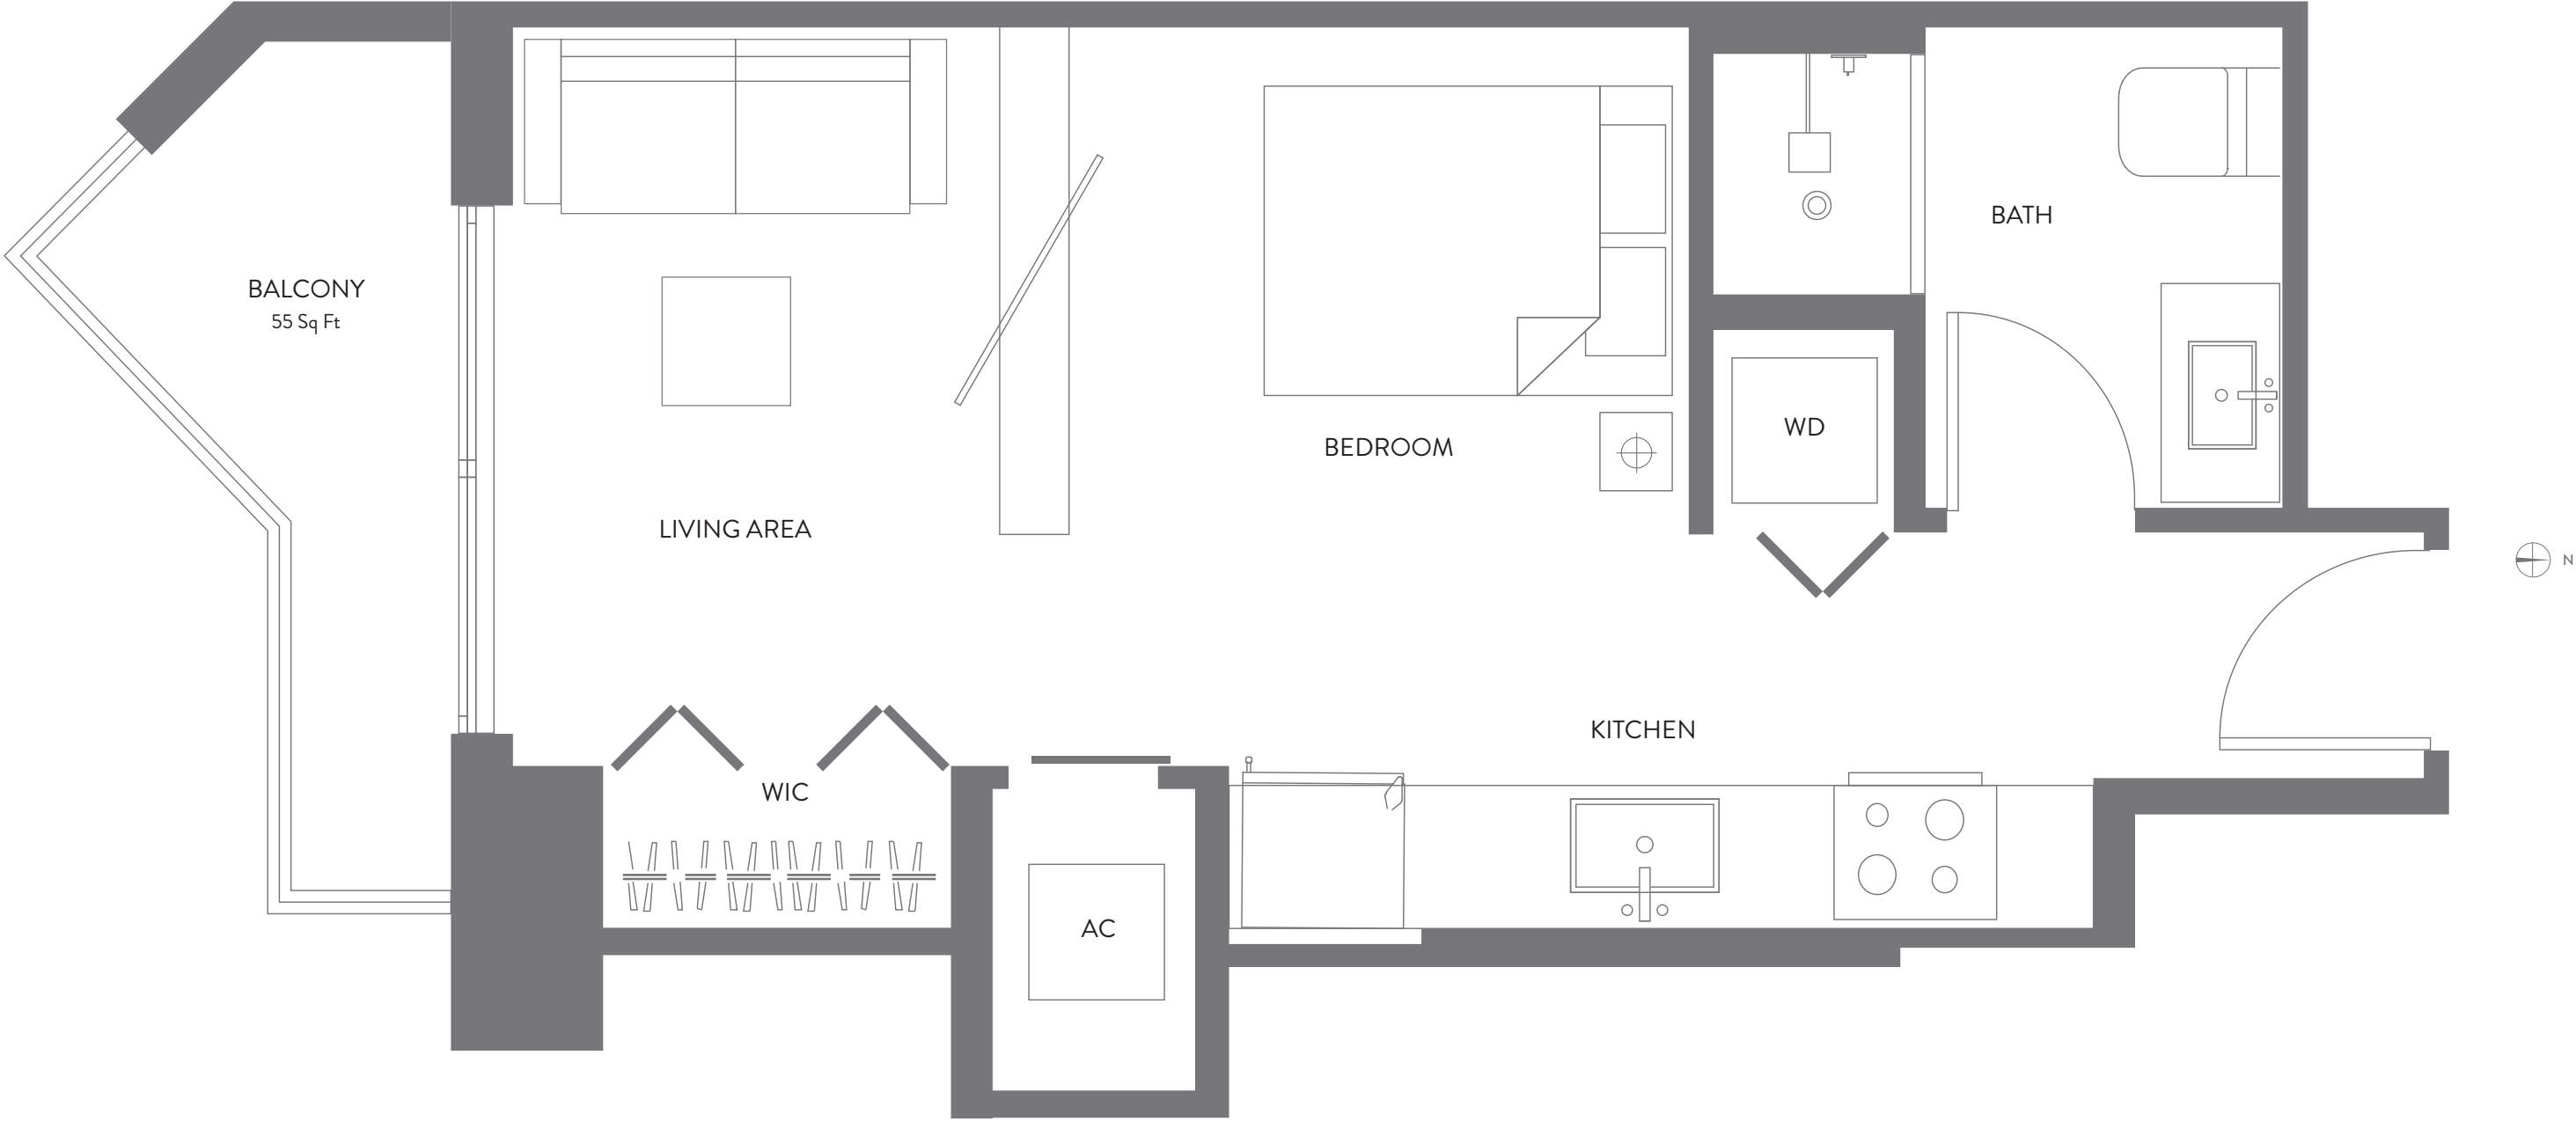 BATH
BALCONY
55 Sq Ft
WD
BEDROOM
LIVING AREA
N
KITCHEN
WIC
AC